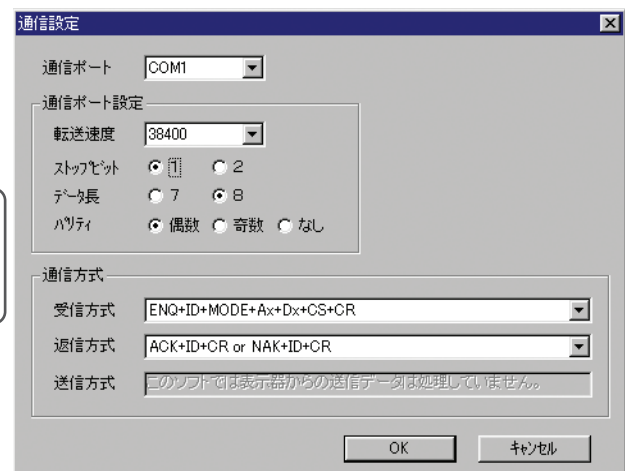 通信設定
通信ポート COM1
通信ポート設定
転送速度 38400
ｽﾄｯﾌﾟﾋﾞｯﾄ 1 2
ﾃﾞｰﾀ長 7 8
ﾊﾟﾘﾃｨ 偶数 奇数 なし
通信方式
受信方式 ENQ+ID+MODE+Ax+Dx+CS+CR
返信方式 ACK+ID+CR or NAK+ID+CR
送信方式 このソフトでは表示器からの送信データは処理していません。
OK ｷｬﾝｾﾙ